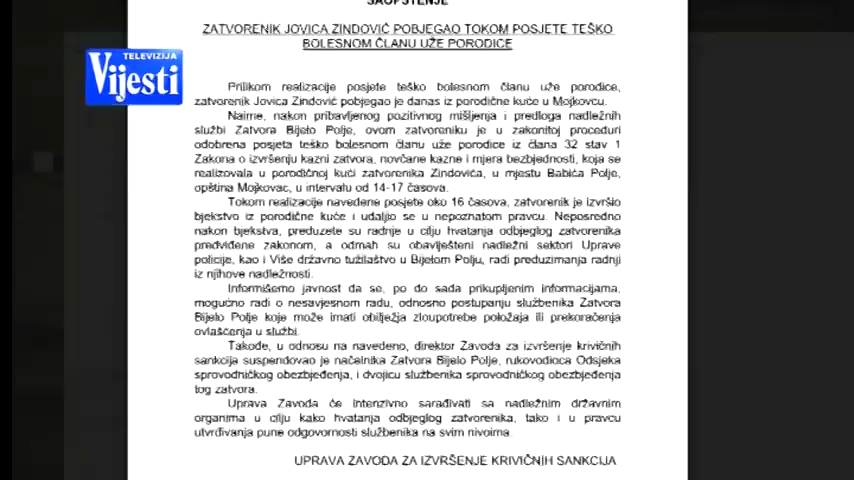 SAOPŠTENJE
ZATVORENIK JOVICA ZINDOVIĆ POBJEGAO TOKOM POSJETE TEŠKO
BOLESNOM ČLANU UŽE PORODICE
TELEVIZIJA
Vijesti
Prilikom realizacije posjete teško bolesnom članu uže porodice,
zatvorenik Jovica Zindović pobjegao je danas iz porodične kuće u Mojkovcu.
Naime, nakon pribavljenog pozitivnog mišljenja i predloga nadležnih
službi Zatvora Bijelo Polje, ovom zatvoreniku je u zakonitoj proceduri
odobrena posjeta teško bolesnom članu uže porodice iz člana 32 stav 1
Zakona o izvršenju kazni zatvora, novčane kazne i mjera bezbjednosti, koja se
realizovala u porodičnoj kući zatvorenika Zindovića, u mjestu Babića Polje,
opština Mojkovac, u intervalu od 14-17 časova.
Tokom realizacije navedene posjete oko 16 časova, zatvorenik je izvršio
bjekstvo iz porodične kuće i udaljio se u nepoznatom pravcu. Neposredno
nakon bjekstva, preduzete su radnje u cilju hvatanja odbjeglog zatvorenika
predviđene zakonom, a odmah su obaviješteni nadležni sektori Uprave
policije, kao i Više državno tužilaštvo u Bijelom Polju, radi preduzimanja radnji
iz njihove nadležnosti.
Informišemo javnost da se, po do sada prikupljenim informacijama,
mogućno radi o nesavjesnom radu, odnosno postupanju službenika Zatvora
Bijelo Polje koje može imati obilježja zloupotrebe položaja ili prekoračenja
ovlašćenja u službi.
Takođe, u odnosu na navedeno, direktor Zavoda za izvršenje krivičnih
sankcija suspendovao je načelnika Zatvora Bijelo Polje, rukovodioca Odsjeka
sprovodničkog obezbjeđenja, i dvojicu službenika sprovodničkog obezbjeđenja
tog zatvora.
Uprava Zavoda će intenzivno sarađivati sa nadležnim državnim
organima u cilju kako hvatanja odbjeglog zatvorenika, tako i u pravcu
utvrđivanja pune odgovornosti službenika na svim nivoima.
UPRAVA ZAVODA ZA IZVRŠENJE KRIVIČNIH SANKCIJA